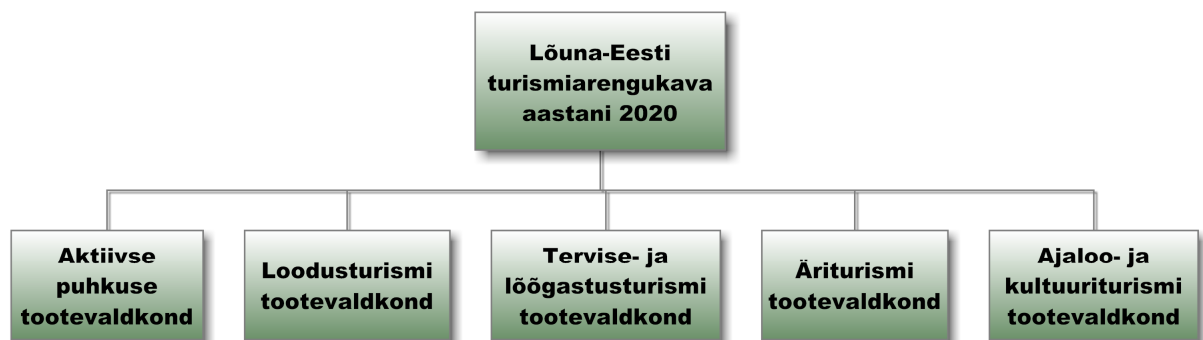 Lõuna-Eesti
turismiarengukava
aastani 2020
Aktiivse
puhkuse
tootevaldkond
Loodusturismi
tootevaldkond
Tervise- ja
lõõgastusturismi
tootevaldkond
Äriturismi
tootevaldkond
Ajaloo- ja
kultuuriturismi
tootevaldkond